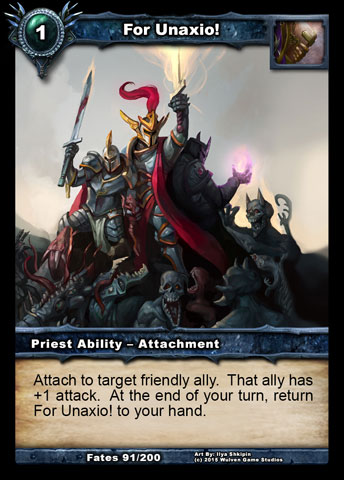 1
For Unaxio!
Priest Ability – Attachment
Attach to target friendly ally. That ally has
+1 attack. At the end of your turn, return
For Unaxio! to your hand.
Fates 91/200
Art By: Ilya Shkipin
(c) 2015 Wulven Game Studios